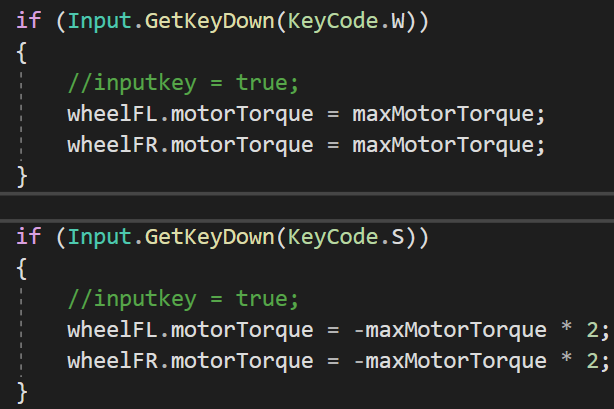 if (Input.GetKeyDown(KeyCode.W))
{
//inputkey = true;
wheelFL.motorTorque = maxMotorTorque;
wheelFR.motorTorque = maxMotorTorque;
}
if (Input.GetKeyDown(KeyCode.S))
{
//inputkey = true;
wheelFL.motorTorque = -maxMotorTorque * 2;
wheelFR.motorTorque = -maxMotorTorque * 2;
}